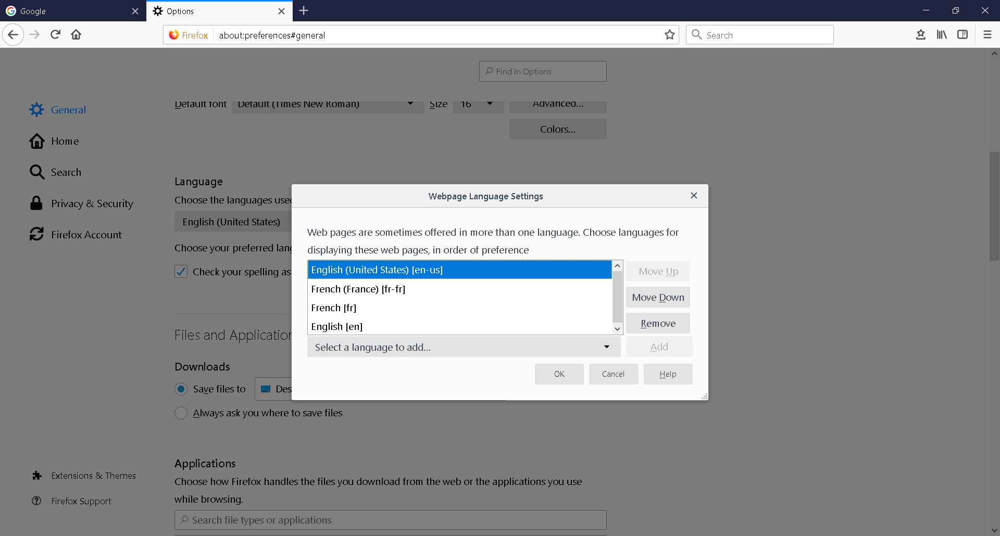 Google
Options
Firefox
about:preferences#general
Search
Find in Options
General
Home
Search
Privacy & Security
Firefox Account
Extensions & Themes
Firefox Support
Default font
Default (Times New Roman)
Size
16
Advanced...
Colors...
Language
Choose the languages used
English (United States)
Choose your preferred lang
Check your spelling as
Files and Application
Downloads
Save files to
Des
Always ask you where to save files
Applications
Choose how Firefox handles the files you download from the web or the applications you use
while browsing.
Search file types or applications
Webpage Language Settings
Web pages are sometimes offered in more than one language. Choose languages for
displaying these web pages, in order of preference
English (United States) [en-us]
French (France) [fr-fr]
French [fr]
English [en]
Move Up
Move Down
Remove
Select a language to add...
Add
OK
Cancel
Help